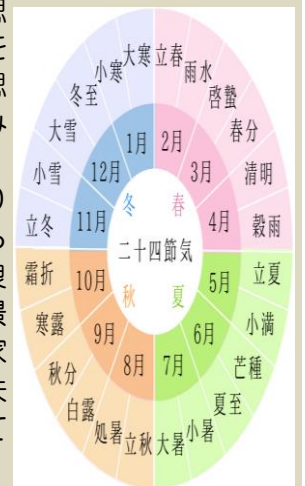 立春
雨水
啓蟄
春分
清明
穀雨
立夏
小満
芒種
夏至
小暑
大暑
立秋
処暑
白露
秋分
寒露
霜折
立冬
小雪
大雪
冬至
小寒
大寒
1月
2月
3月
4月
5月
6月
7月
8月
9月
10月
11月
12月
冬
春
二十四節気
秋
夏